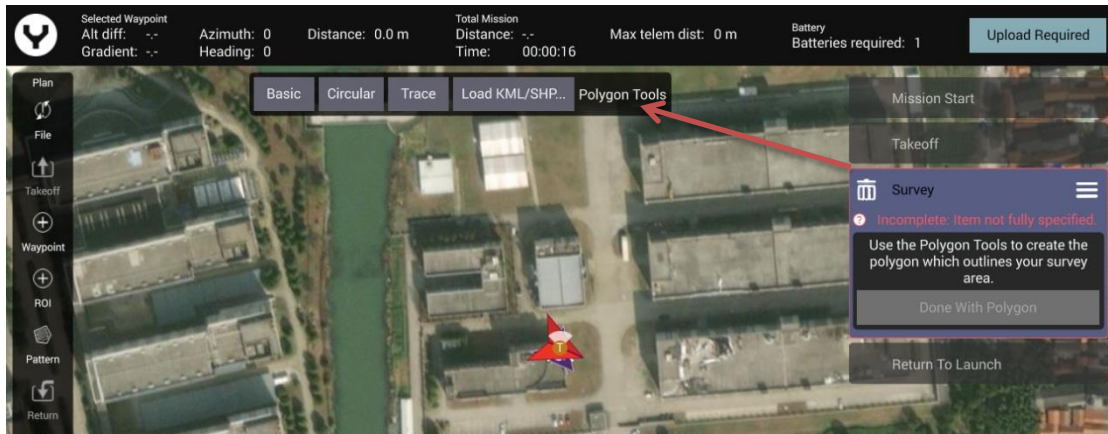 Selected Waypoint
Alt diff: -.- Azimuth: 0 Distance: 0.0 m
Gradient: -.- Heading: 0
Total Mission
Distance: -.- Max telem dist: 0 m
Time: 00:00:16
Battery
Batteries required: 1
Upload Required
Plan
File
Takeoff
Waypoint
ROI
Pattern
Return
Basic Circular Trace Load KML/SHP... Polygon Tools
T
Mission Start
Takeoff
Survey
? Incomplete: Item not fully specified.
Use the Polygon Tools to create the
polygon which outlines your survey
area.
Done With Polygon
Return To Launch